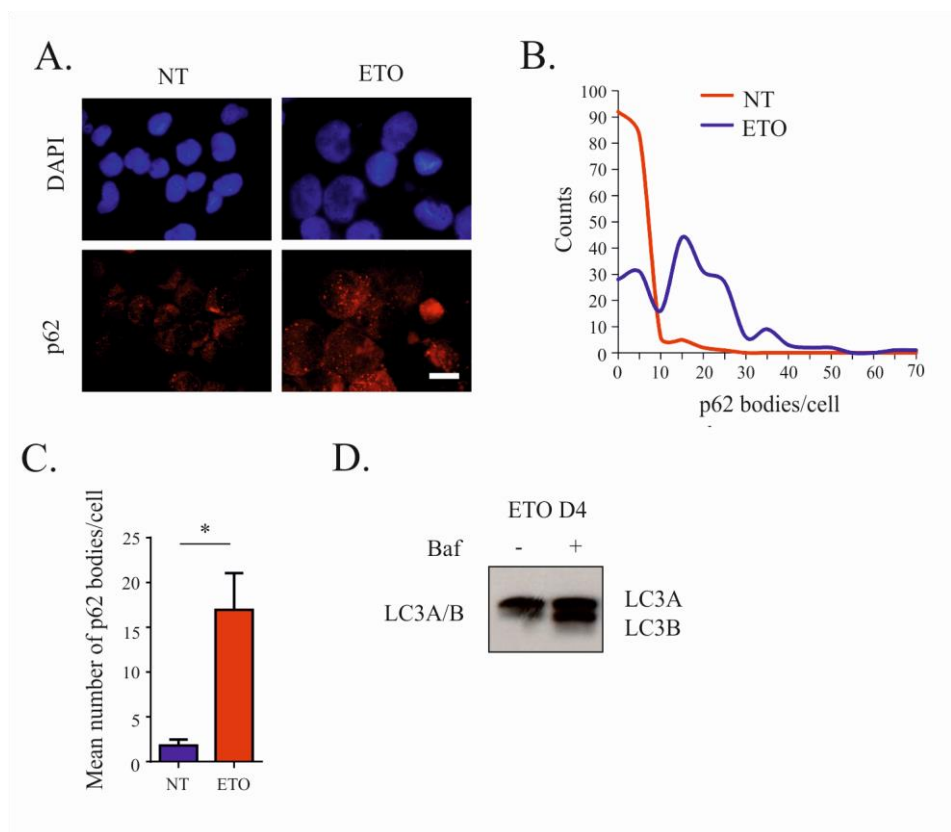 A.
NT ETO
DAPI
p62
B.
NT
ETO
Counts
100
90
80
70
60
50
40
30
20
10
0
0 10 20 30 40 50 60 70
p62 bodies/cell
C.
Mean number of p62 bodies/cell
25
20
15
10
5
0
*
NT ETO
D.
ETO D4
Baf - +
LC3A/B
LC3A
LC3B